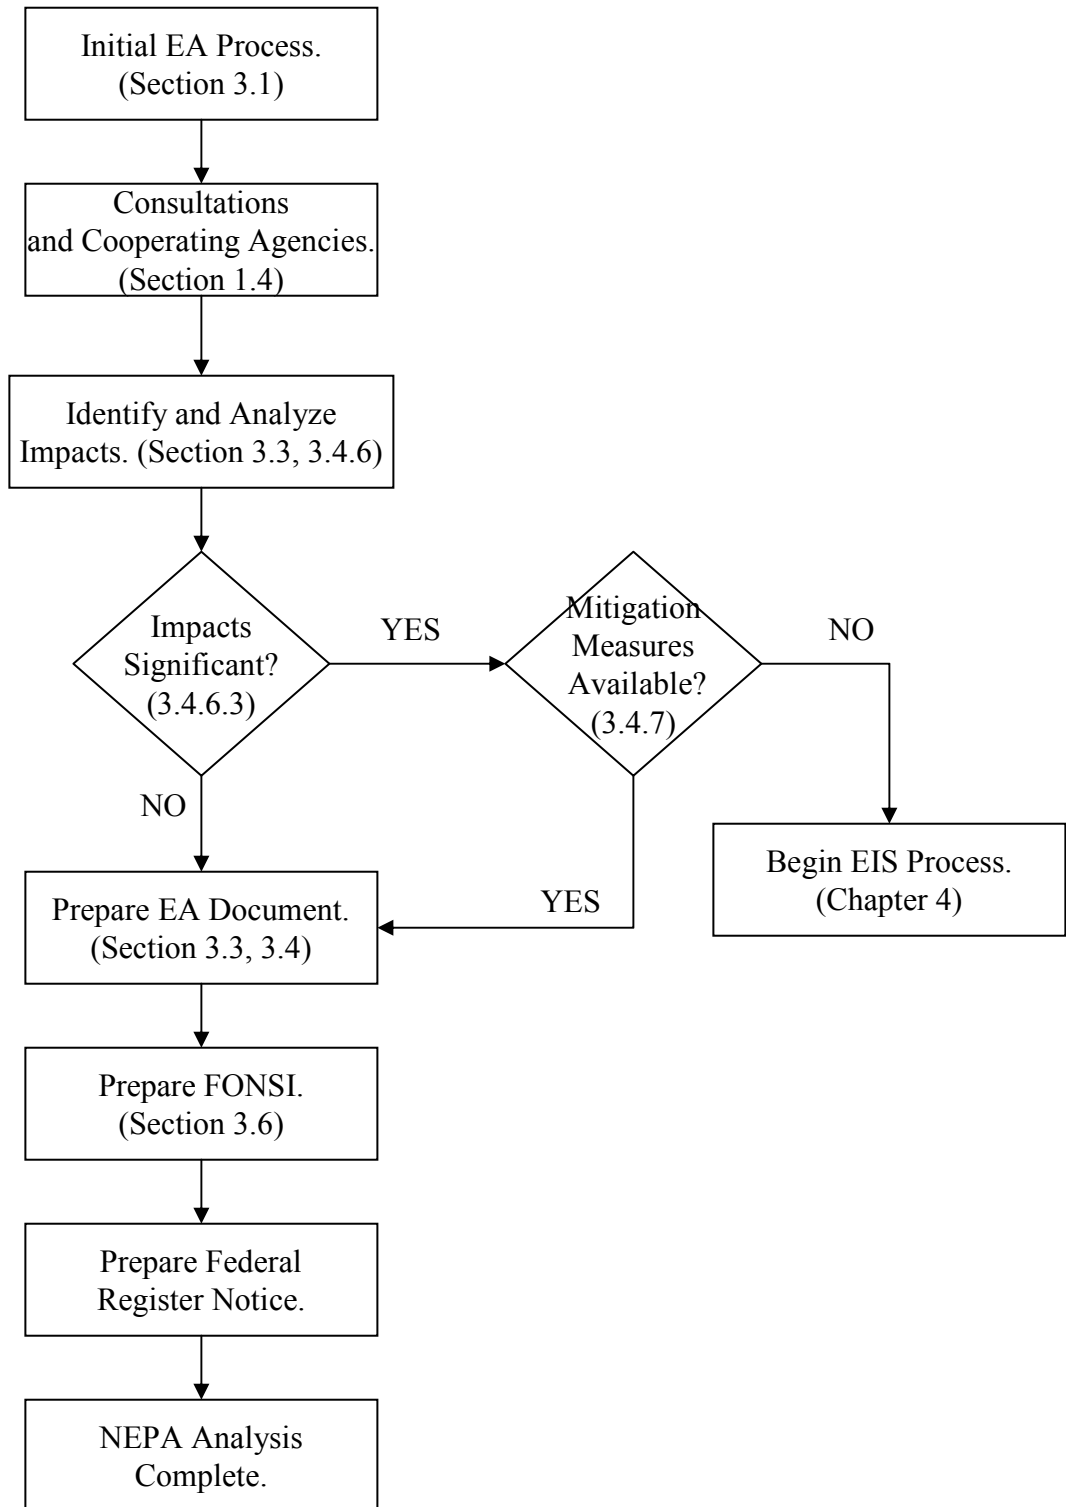 Initial EA Process.
(Section 3.1)
Consultations
and Cooperating Agencies.
(Section 1.4)
Identify and Analyze
Impacts. (Section 3.3, 3.4.6)
Impacts
Significant?
(3.4.6.3)
YES
Mitigation
Measures
Available?
(3.4.7)
NO
NO
YES
Begin EIS Process.
(Chapter 4)
Prepare EA Document.
(Section 3.3, 3.4)
Prepare FONSI.
(Section 3.6)
Prepare Federal
Register Notice.
NEPA Analysis
Complete.